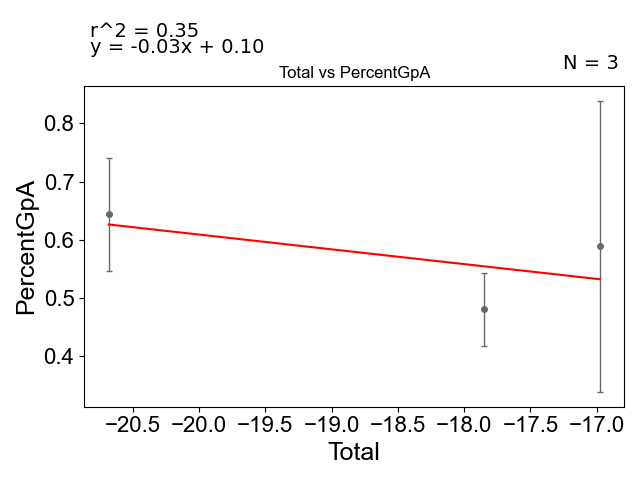 r^2 = 0.35
y = -0.03x + 0.10
N = 3
Total vs PercentGpA
PercentGpA
0.8
0.7
0.6
0.5
0.4
−20.5 −20.0 −19.5 −19.0 −18.5 −18.0 −17.5 −17.0
Total